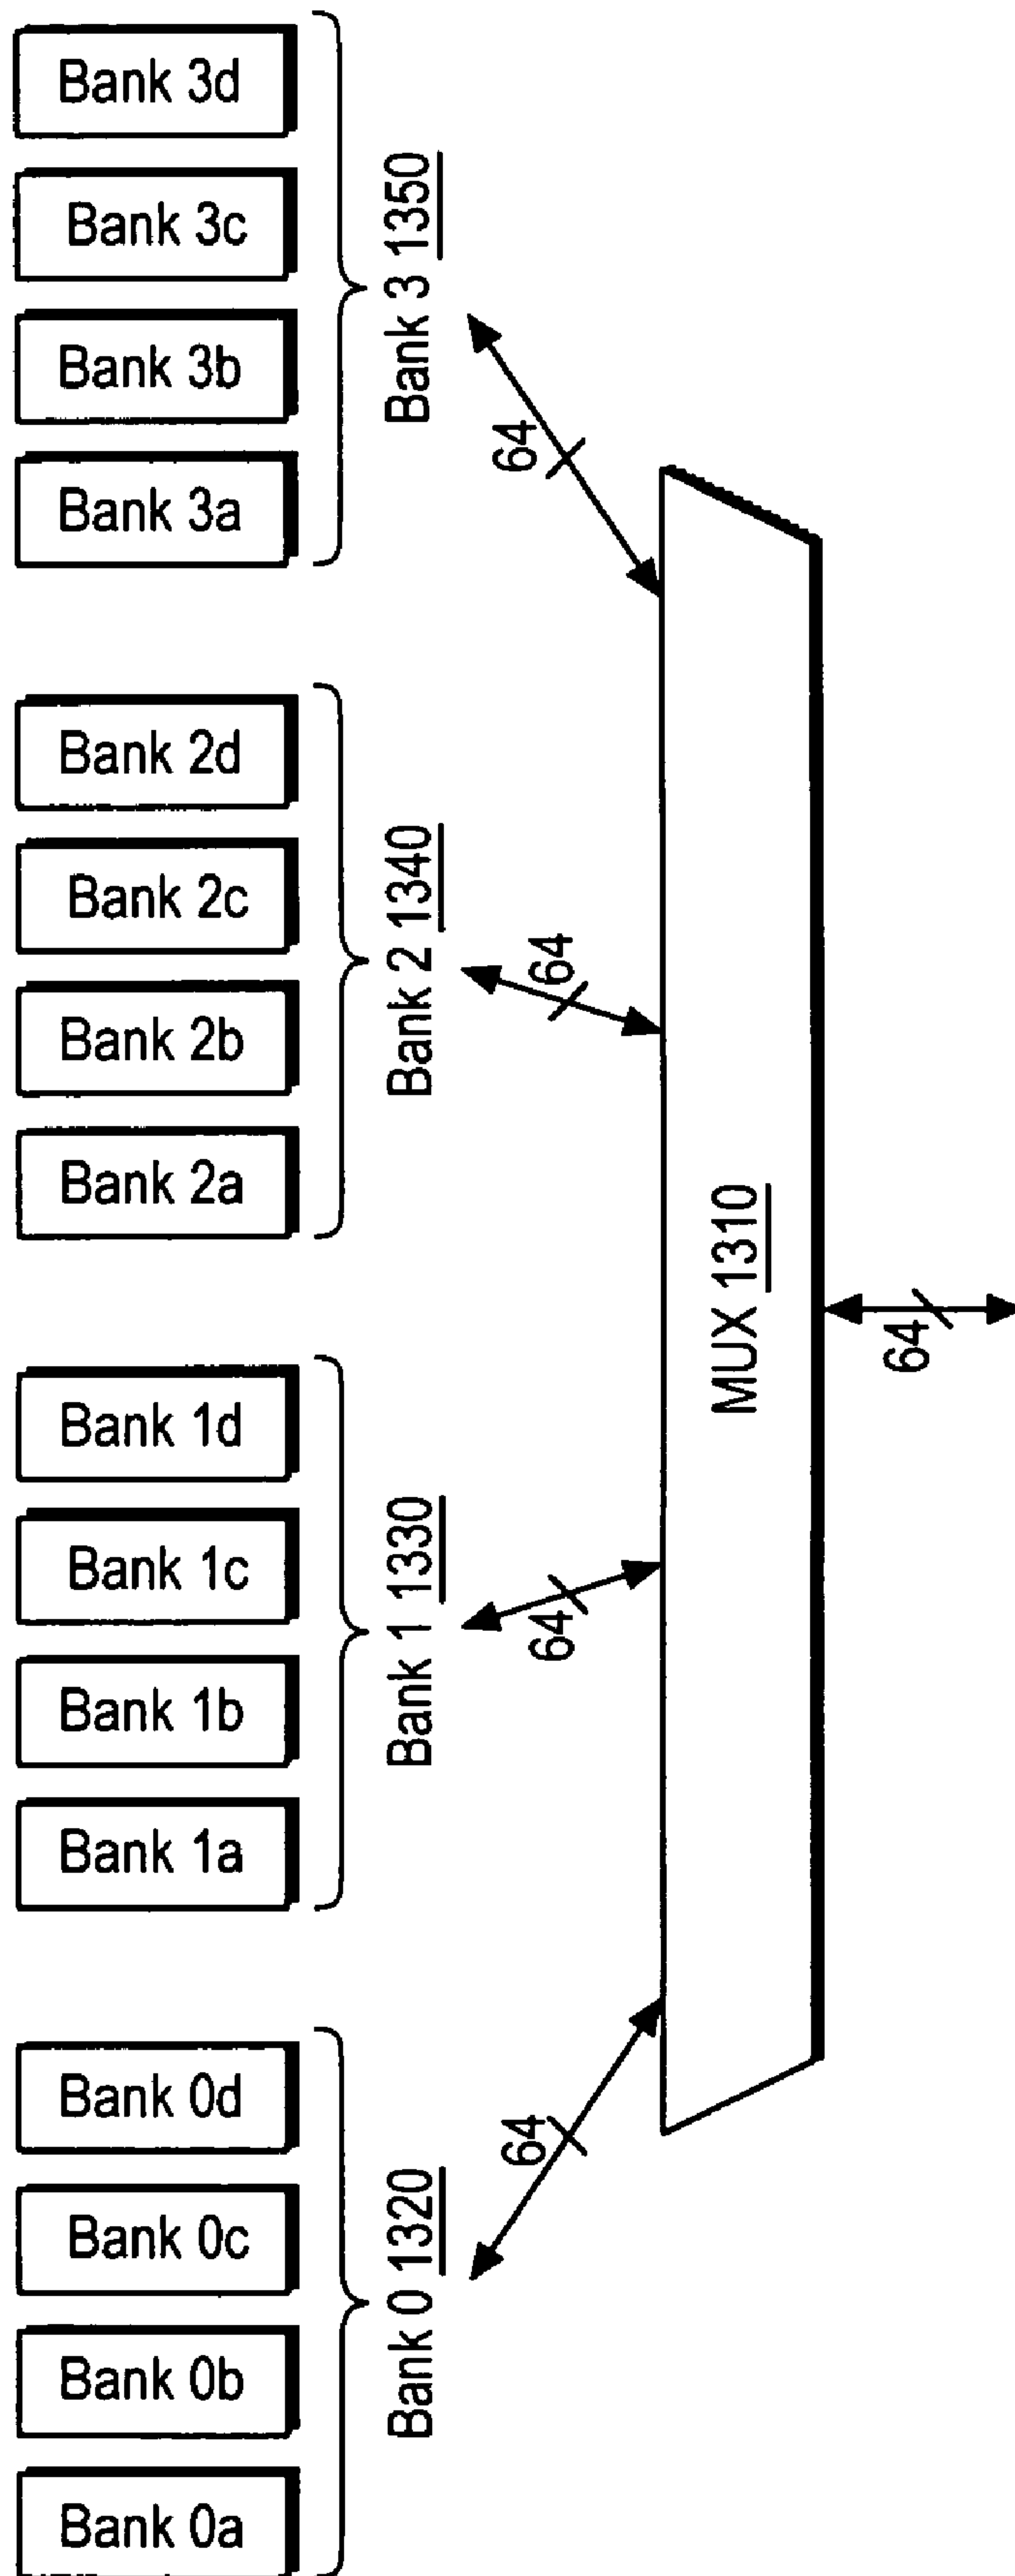 Bank 3d
Bank 3c
Bank 3b
Bank 3a
Bank 3 1350
64
Bank 2d
Bank 2c
Bank 2b
Bank 2a
Bank 2 1340
64
Bank 1d
Bank 1c
Bank 1b
Bank 1a
Bank 1 1330
64
Bank 0d
Bank 0c
Bank 0b
Bank 0a
Bank 0 1320
64
MUX 1310
64